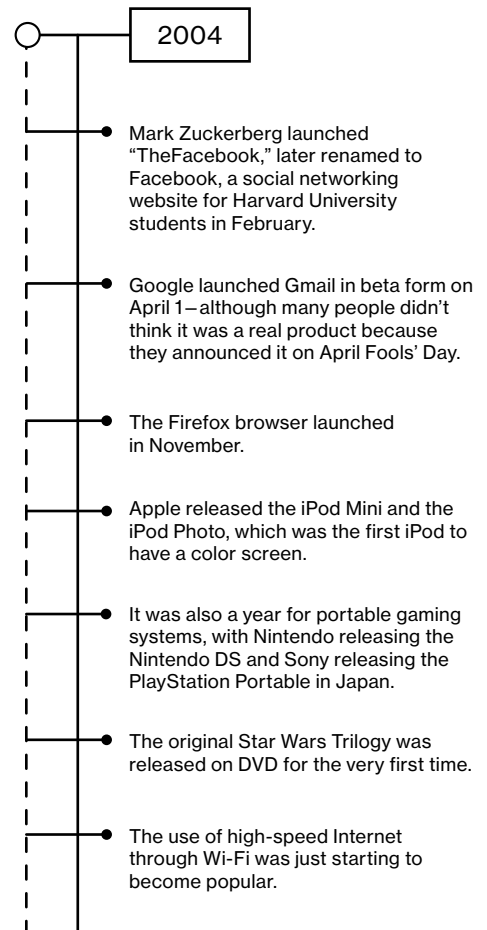 2004
Mark Zuckerberg launched
“TheFacebook,” later renamed to
Facebook, a social networking
website for Harvard University
students in February.
Google launched Gmail in beta form on
April 1—although many people didn’t
think it was a real product because
they announced it on April Fools’ Day.
The Firefox browser launched
in November.
Apple released the iPod Mini and the
iPod Photo, which was the first iPod to
have a color screen.
It was also a year for portable gaming
systems, with Nintendo releasing the
Nintendo DS and Sony releasing the
PlayStation Portable in Japan.
The original Star Wars Trilogy was
released on DVD for the very first time.
The use of high-speed Internet
through Wi-Fi was just starting to
become popular.